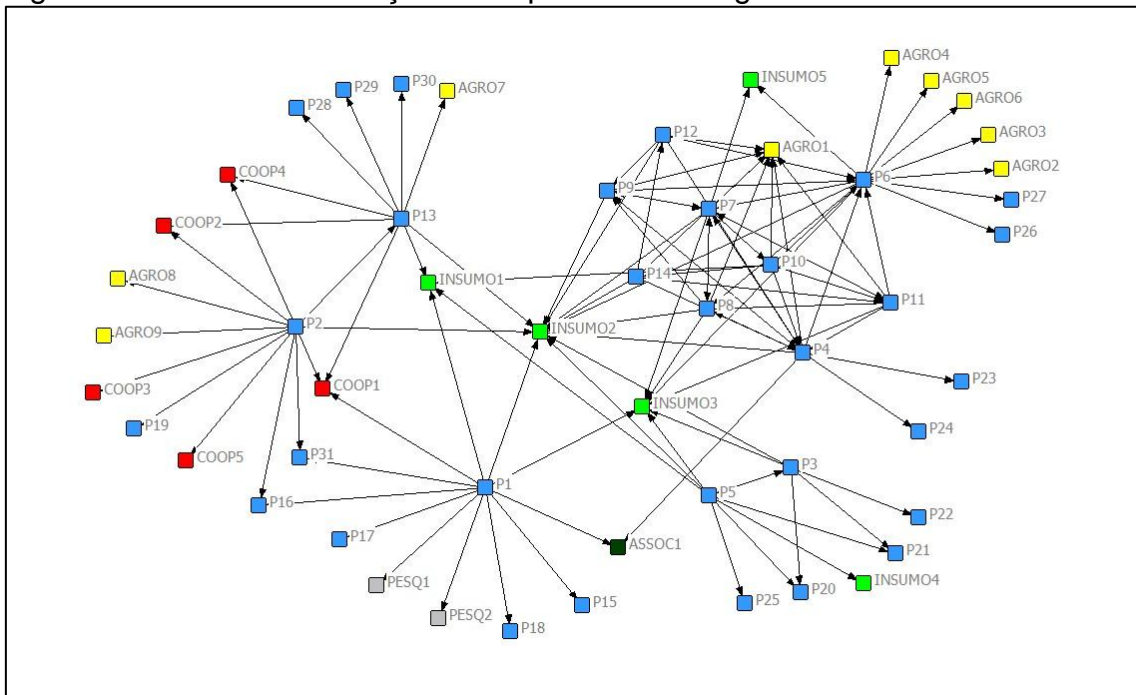 AGRO4
P30
P29
AGRO7
INSUMO5
AGRO5
P28
AGRO6
P12
AGRO3
AGRO1
COOP4
AGRO2
P6
P9
P27
P7
P13
COOP2
P26
P10
AGRO8
INSUMO1
P14
P11
P8
P2
INSUMO2
AGRO9
P4
P23
COOP3
COOP1
INSUMO3
P19
P24
P31
COOP5
P3
P1
P5
P16
P22
P17
ASSOC1
P21
PESQ1
INSUMO4
P20
P25
P15
PESQ2
P18